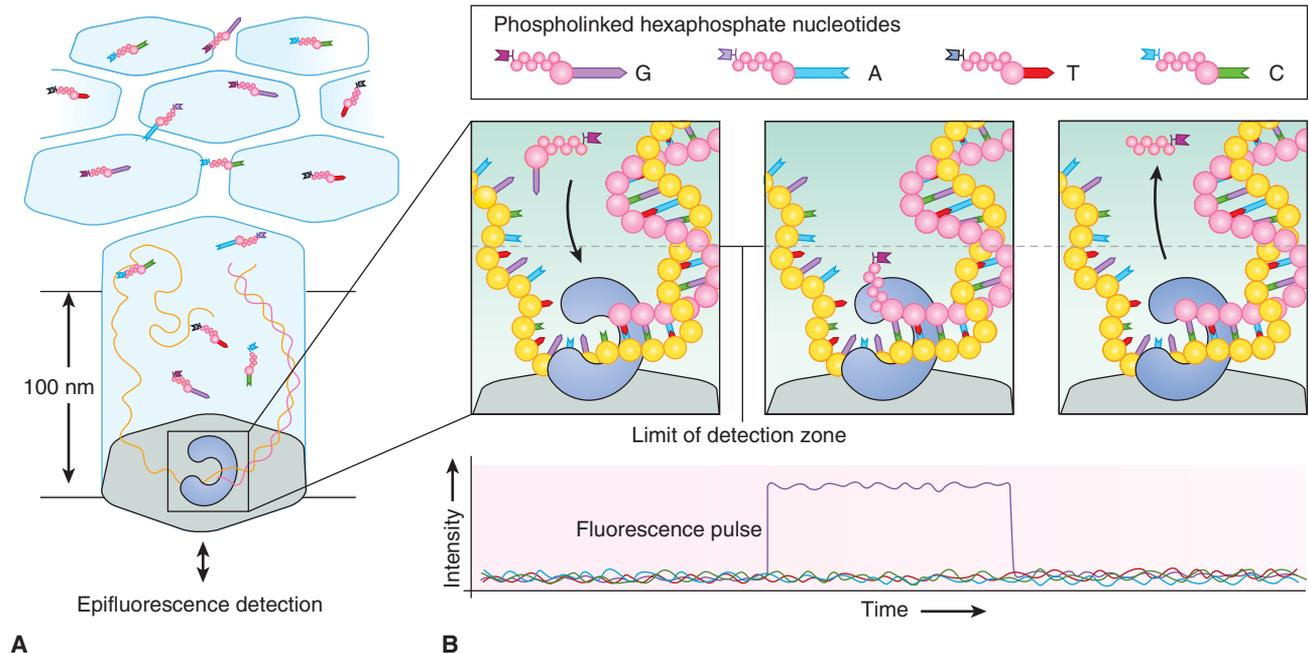 Phospholinked hexaphosphate nucleotides
G
A
T
C
100 nm
Limit of detection zone
Intensity
Fluorescence pulse
Time
Epifluorescence detection
A
B